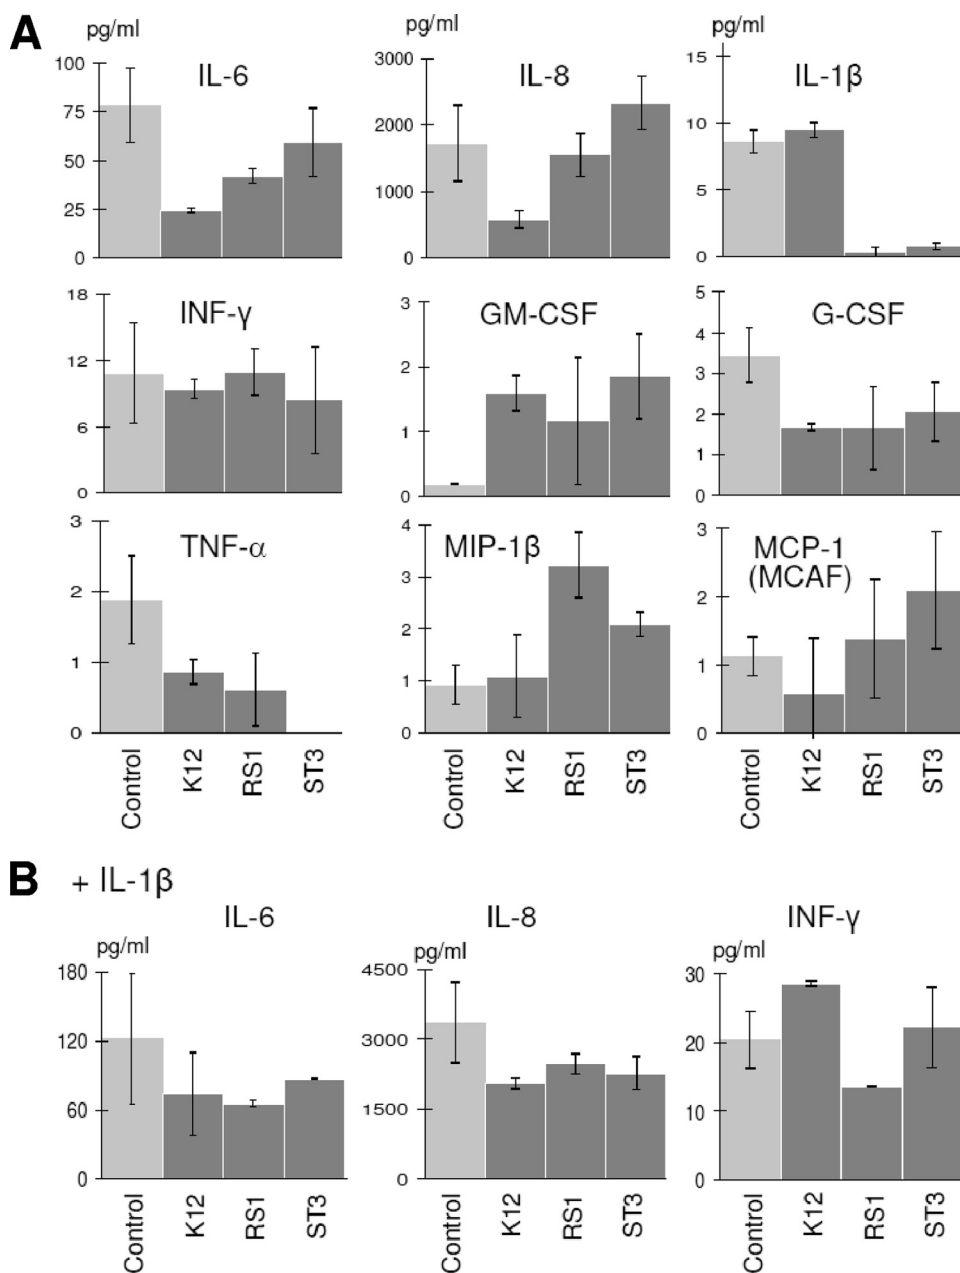 A
pg/ml
pg/ml
pg/ml
IL-6
IL-8
IL-1β
100
75
50
25
0
3000
2000
1000
0
15
10
5
0
INF-γ
GM-CSF
G-CSF
18
12
6
0
3
2
1
0
5
4
3
2
1
0
TNF-α
MIP-1β
MCP-1
(MCAF)
3
2
1
0
4
3
2
1
0
3
2
1
0
Control
K12
RS1
ST3
Control
K12
RS1
ST3
Control
K12
RS1
ST3
B + IL-1β
IL-6
IL-8
INF-γ
pg/ml
pg/ml
pg/ml
180
120
60
0
4500
3000
1500
0
30
20
10
0
Control
K12
RS1
ST3
Control
K12
RS1
ST3
Control
K12
RS1
ST3